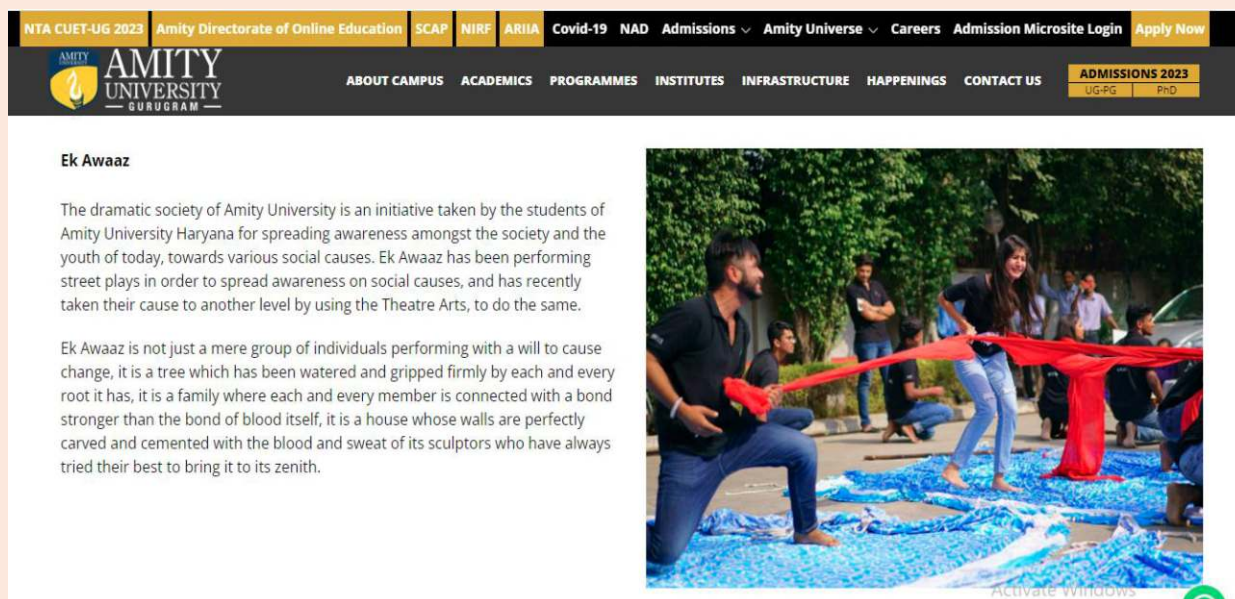 NTA CUET-UG 2023 Amity Directorate of Online Education SCAP NIRF ARIIA Covid-19 NAD Admissions Amity Universe Careers Admission Microsite Login Apply Now
AMITY
UNIVERSITY
AMITY
UNIVERSITY
GURUGRAM
ABOUT CAMPUS ACADEMICS PROGRAMMES INSTITUTES INFRASTRUCTURE HAPPENINGS CONTACT US
ADMISSIONS 2023
UG-PG PhD
Ek Awaaz
The dramatic society of Amity University is an initiative taken by the students of
Amity University Haryana for spreading awareness amongst the society and the
youth of today, towards various social causes. Ek Awaaz has been performing
street plays in order to spread awareness on social causes, and has recently
taken their cause to another level by using the Theatre Arts, to do the same.
Ek Awaaz is not just a mere group of individuals performing with a will to cause
change, it is a tree which has been watered and gripped firmly by each and every
root it has, it is a family where each and every member is connected with a bond
stronger than the bond of blood itself, it is a house whose walls are perfectly
carved and cemented with the blood and sweat of its sculptors who have always
tried their best to bring it to its zenith.
Activate Windows